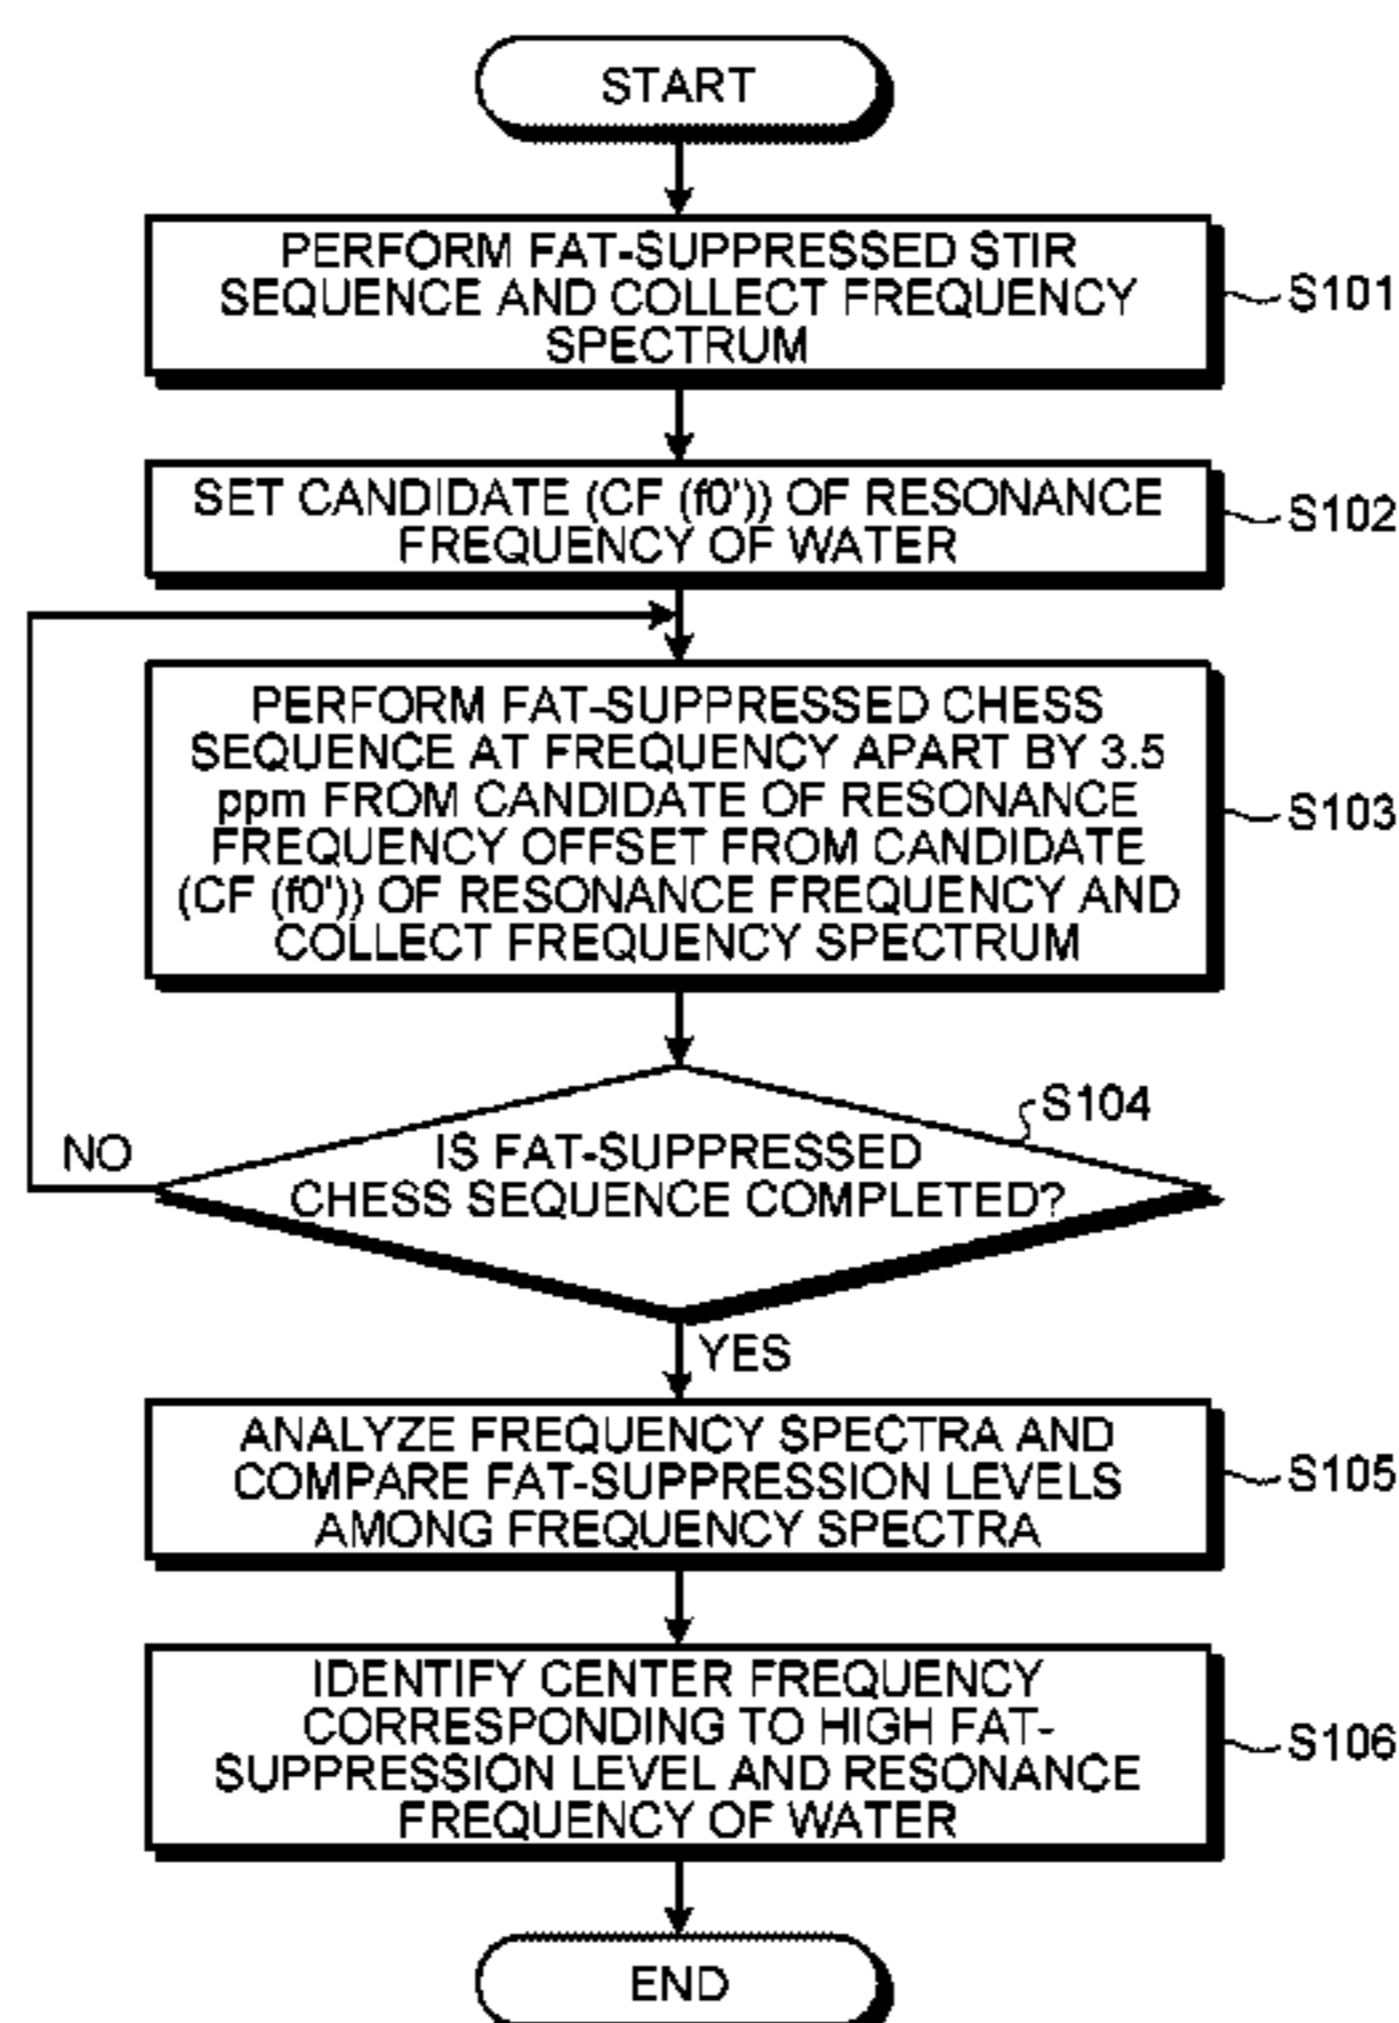 START
PERFORM FAT-SUPPRESSED STIR
SEQUENCE AND COLLECT FREQUENCY
SPECTRUM
S101
SET CANDIDATE (CF (f0')) OF RESONANCE
FREQUENCY OF WATER
S102
PERFORM FAT-SUPPRESSED CHESS
SEQUENCE AT FREQUENCY APART BY 3.5
ppm FROM CANDIDATE OF RESONANCE
FREQUENCY OFFSET FROM CANDIDATE
(CF (f0')) OF RESONANCE FREQUENCY AND
COLLECT FREQUENCY SPECTRUM
S103
S104
NO
IS FAT-SUPPRESSED
CHESS SEQUENCE COMPLETED?
YES
ANALYZE FREQUENCY SPECTRA AND
COMPARE FAT-SUPPRESSION LEVELS
AMONG FREQUENCY SPECTRA
S105
IDENTIFY CENTER FREQUENCY
CORRESPONDING TO HIGH FAT-
SUPPRESSION LEVEL AND RESONANCE
FREQUENCY OF WATER
S106
END